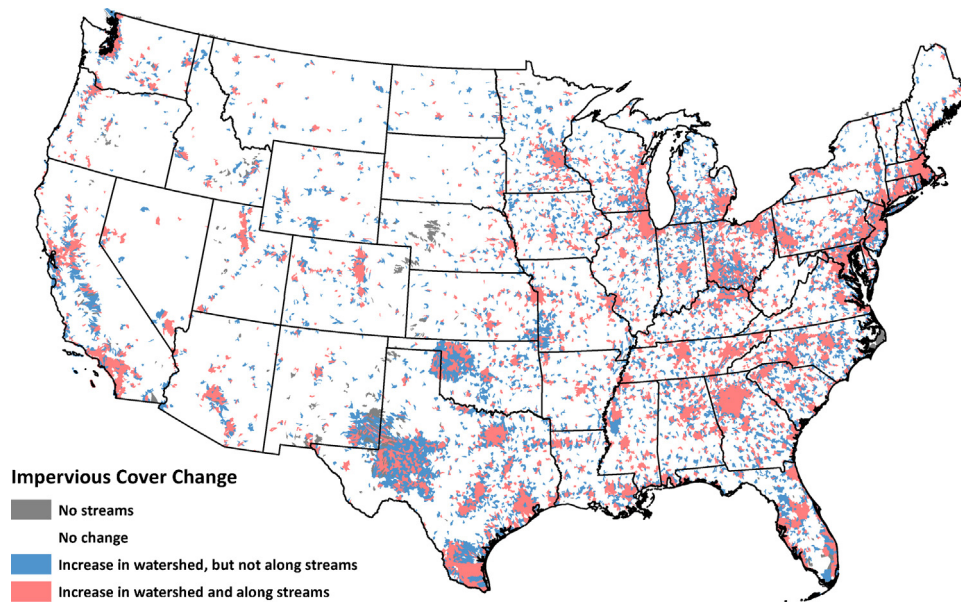 Impervious Cover Change
No streams
No change
Increase in watershed, but not along streams
Increase in watershed and along streams